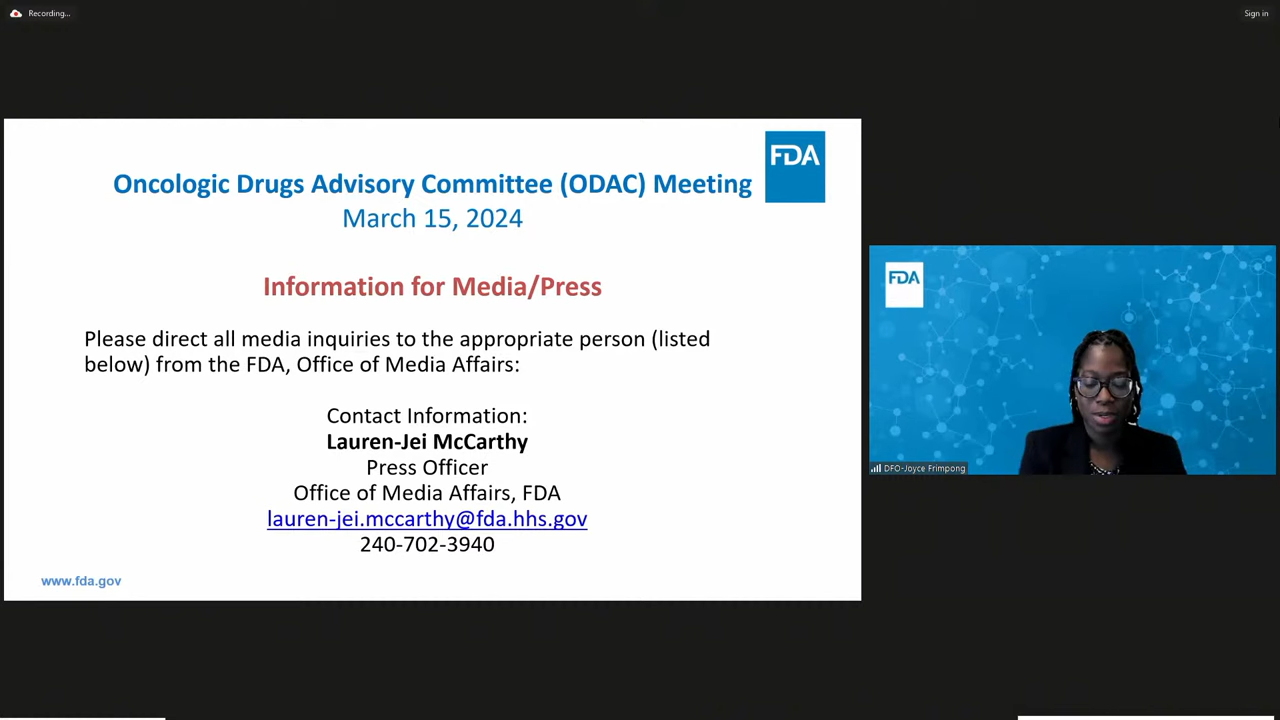 Recording...
Sign in
FDA
Oncologic Drugs Advisory Committee (ODAC) Meeting
March 15, 2024
Information for Media/Press
Please direct all media inquiries to the appropriate person (listed
below) from the FDA, Office of Media Affairs:
Contact Information:
Lauren-Jei McCarthy
Press Officer
Office of Media Affairs, FDA
lauren-jei.mccarthy@fda.hhs.gov
240-702-3940
www.fda.gov
FDA
DFO-Joyce Frimpong